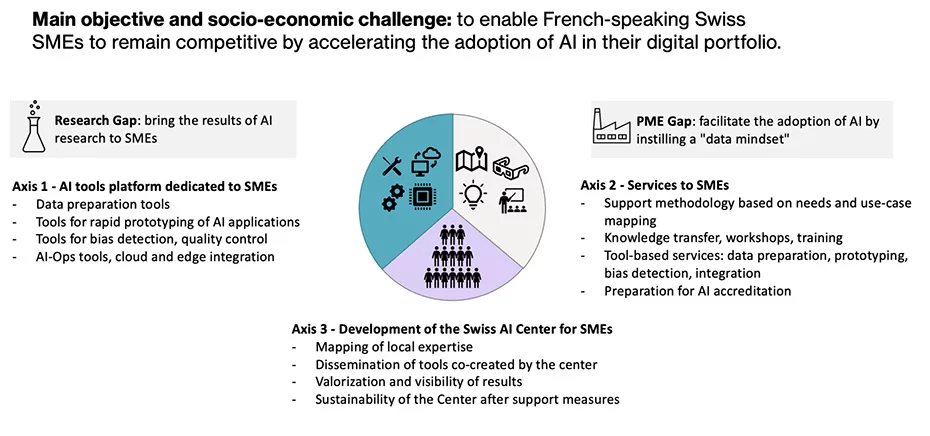 Main objective and socio-economic challenge: to enable French-speaking Swiss
SMEs to remain competitive by accelerating the adoption of AI in their digital portfolio.
Research Gap: bring the results of AI
research to SMEs
PME Gap: facilitate the adoption of AI by
instilling a "data mindset"
Axis 1 - AI tools platform dedicated to SMEs
- Data preparation tools
- Tools for rapid prototyping of AI applications
- Tools for bias detection, quality control
- AI-Ops tools, cloud and edge integration
Axis 2 - Services to SMEs
- Support methodology based on needs and use-case
mapping
- Knowledge transfer, workshops, training
- Tool-based services: data preparation, prototyping,
bias detection, integration
- Preparation for AI accreditation
Axis 3 - Development of the Swiss AI Center for SMEs
- Mapping of local expertise
- Dissemination of tools co-created by the center
- Valorization and visibility of results
- Sustainability of the Center after support measures